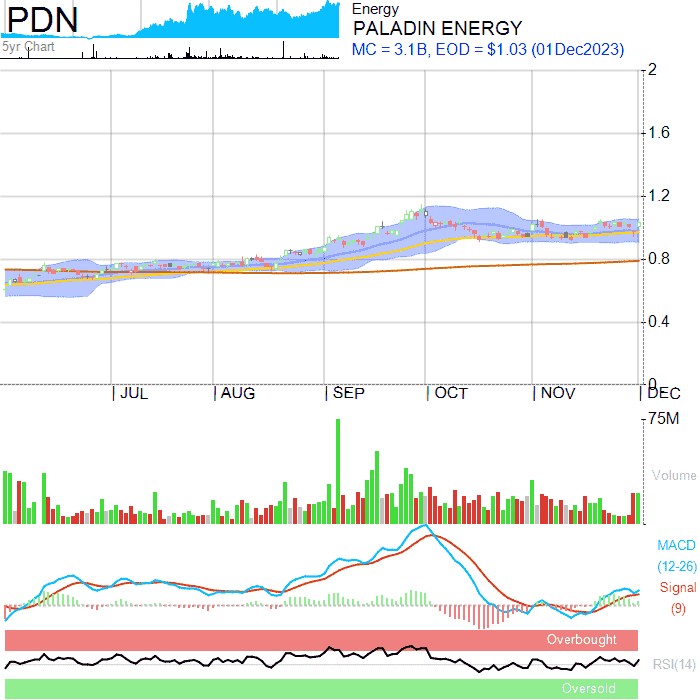 PDN
Energy
PALADIN ENERGY
5yr Chart
MC = 3.1B, EOD = $1.03 (01Dec2023)
2
1.6
1.2
0.8
0.4
0
JUL
AUG
SEP
OCT
NOV
DEC
75M
Volume
MACD
(12-26)
Signal
(9)
Overbought
RSI(14)
Oversold